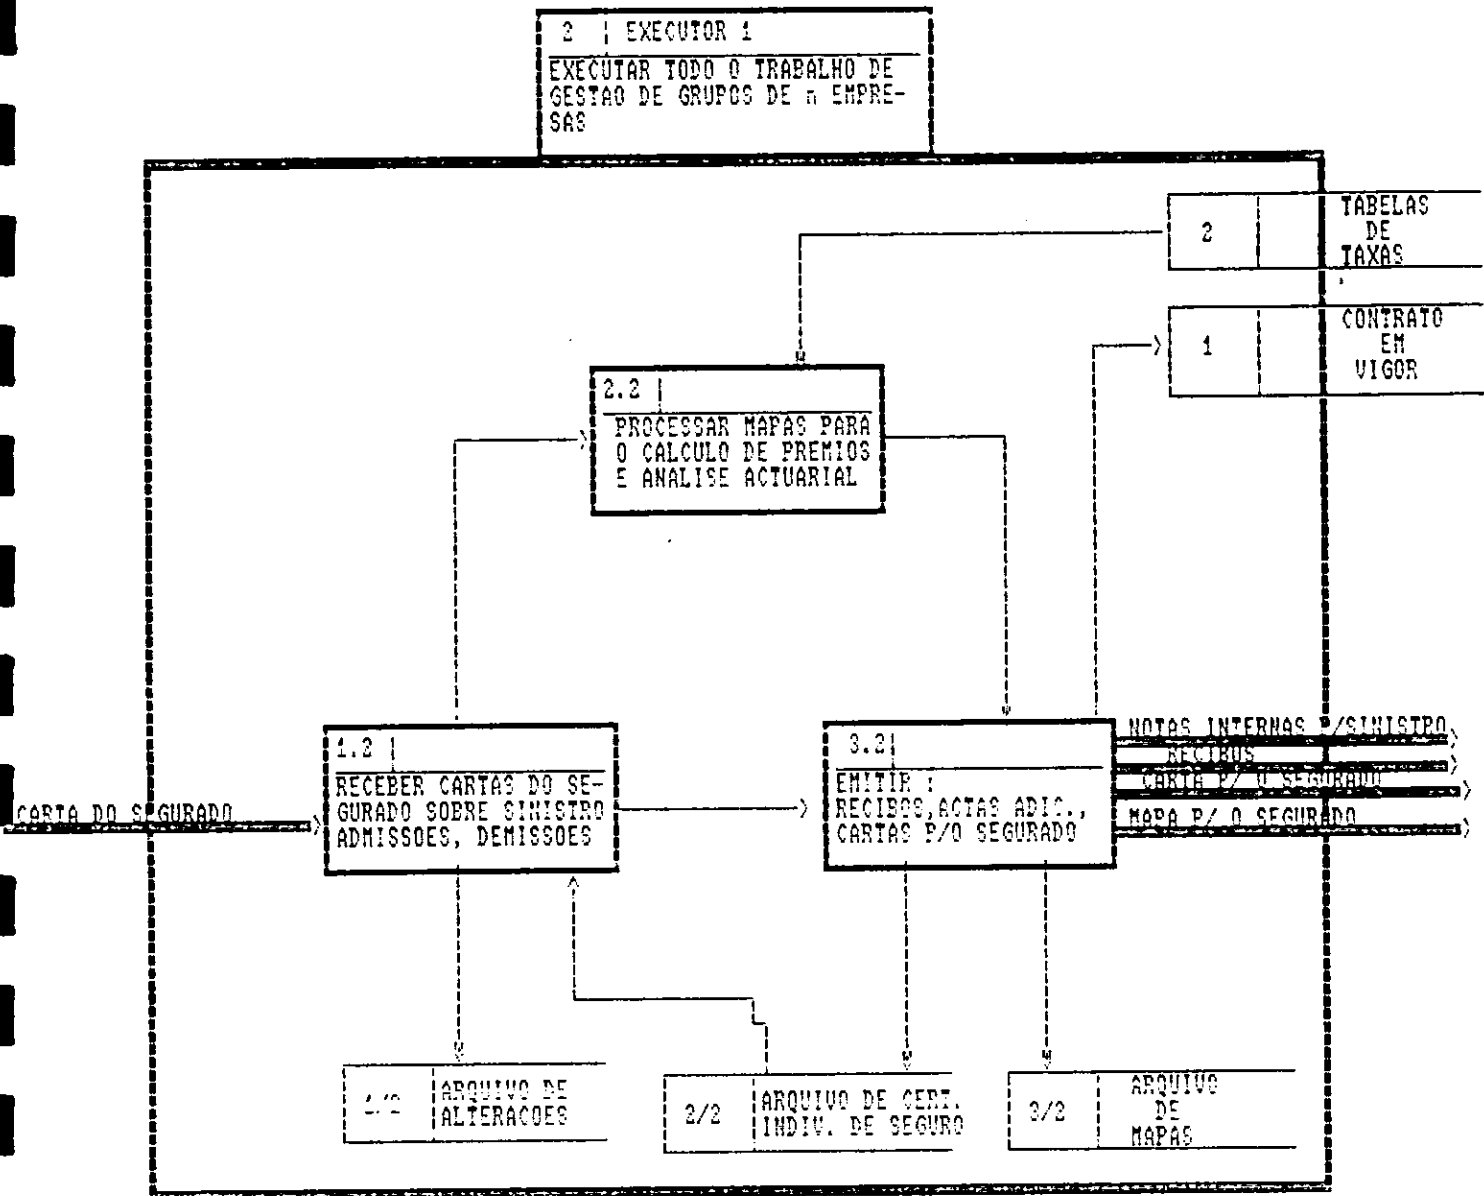 2 EXECUTOR 1
EXECUTAR TODO O TRABALHO DE
GESTAO DE GRUPOS DE n EMPRE-
SAS
2 TABELAS
DE
TAXAS
1 CONTRATO
EM
VIGOR
2.2
PROCESSAR MAPAS PARA
O CALCULO DE PREMIOS
E ANALISE ACTUARIAL
1.2
RECEBER CARTAS DO SE-
GURADO SOBRE SINISTRO
ADMISSOES, DEMISSOES
3.2
EMITIR :
RECIBOS,ACTAS ADIC.,
CARTAS P/O SEGURADO
CARTA DO SEGURADO
NOTAS INTERNAS P/SINISTRO
RECIBOS
CARTA P/ O SEGURADO
MAPA P/ O SEGURADO
1/2 ARQUIVO DE
ALTERACOES
2/2 ARQUIVO DE CERT.
INDIV. DE SEGURO
3/2 ARQUIVO
DE
MAPAS